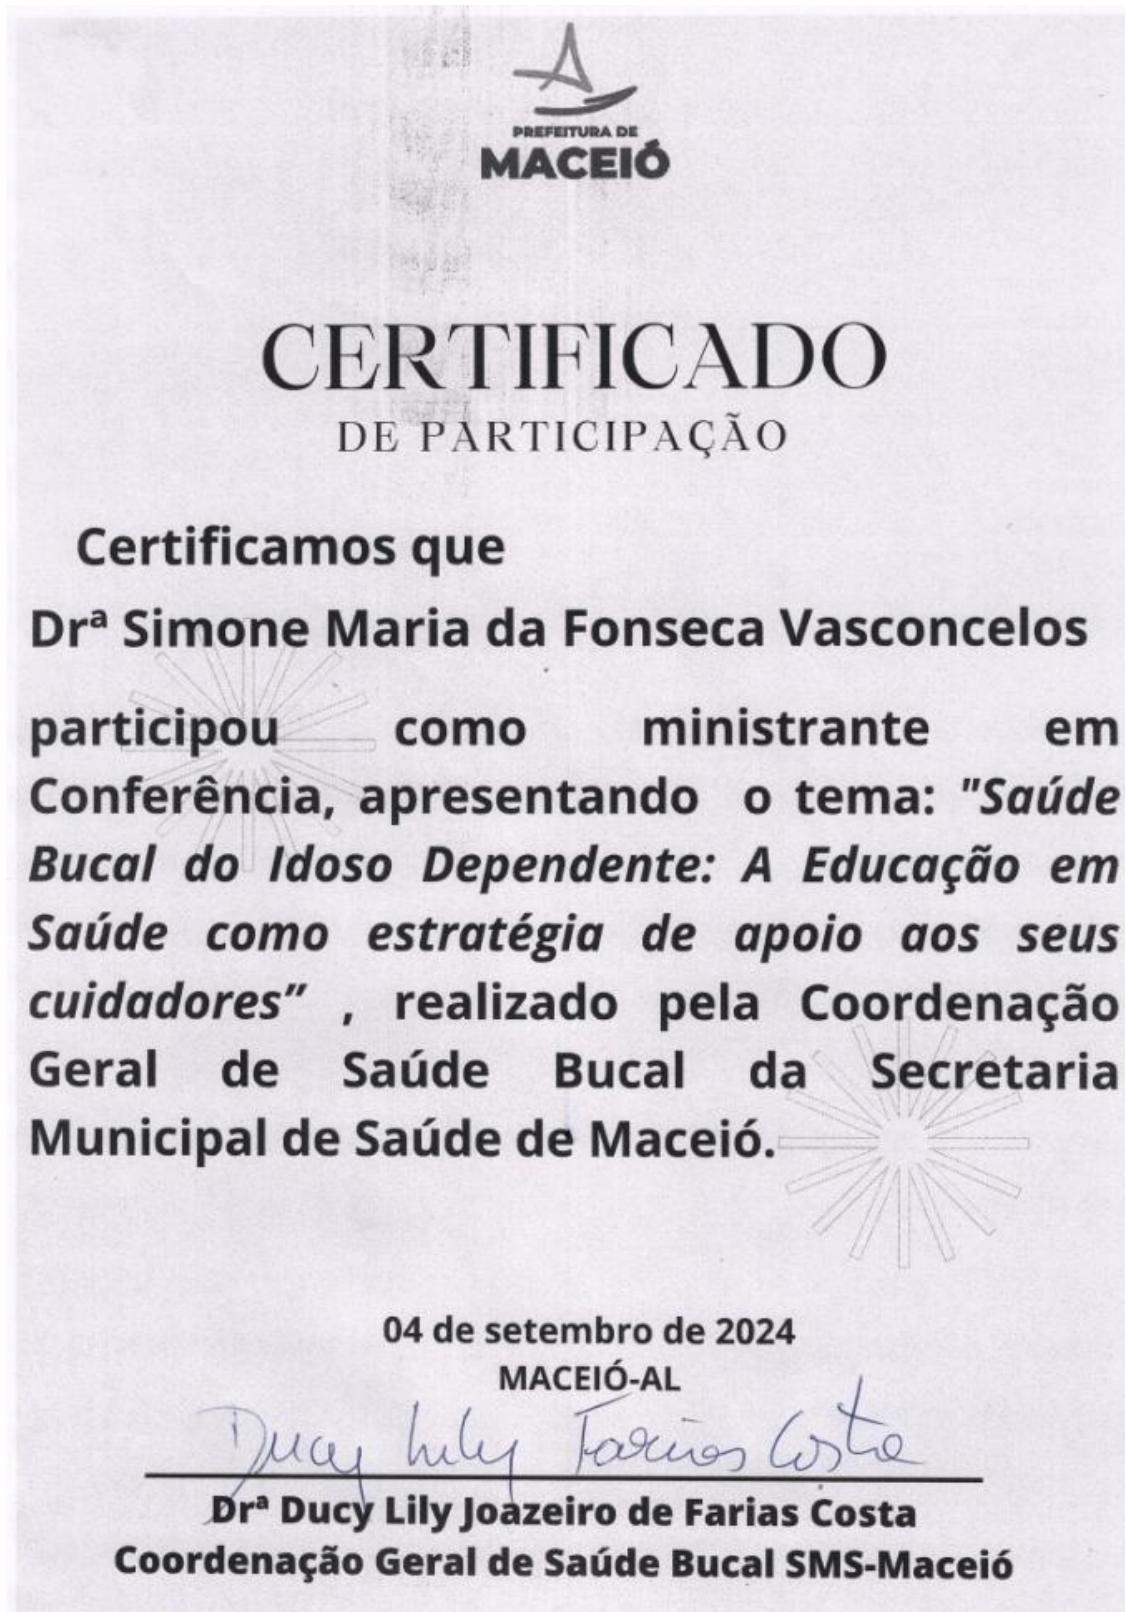 PREFEITURA DE
MACEIÓ
CERTIFICADO
DE PARTICIPAÇÃO
Certificamos que
Drª Simone Maria da Fonseca Vasconcelos
participou como ministrante em
Conferência, apresentando o tema: "Saúde
Bucal do Idoso Dependente: A Educação em
Saúde como estratégia de apoio aos seus
cuidadores” , realizado pela Coordenação
Geral de Saúde Bucal da Secretaria
Municipal de Saúde de Maceió.
04 de setembro de 2024
MACEIÓ-AL
Ducy Lily Farias Costa
Drª Ducy Lily Joazeiro de Farias Costa
Coordenação Geral de Saúde Bucal SMS-Maceió